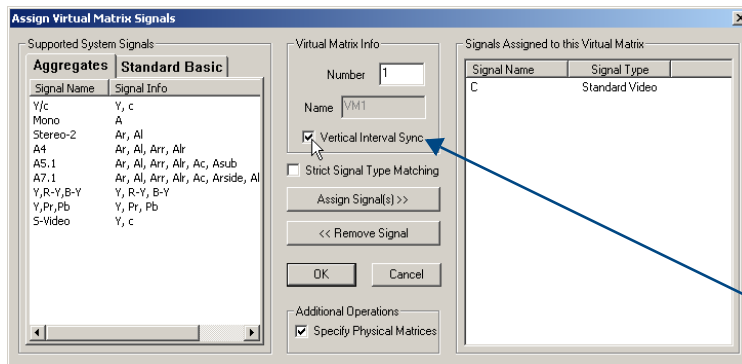 Assign Virtual Matrix Signals
Supported System Signals
Aggregates Standard Basic
Signal Name Signal Info
Y/c Y, c
Mono A
Stereo-2 Ar, Al
A4 Ar, Al, Arr, Alr
A5.1 Ar, Al, Arr, Alr, Ac, Asub
A7.1 Ar, Al, Arr, Alr, Ac, Arside, Al
Y,R-Y,B-Y Y, R-Y, B-Y
Y,Pr,Pb Y, Pr, Pb
S-Video Y, c
Virtual Matrix Info
Number 1
Name VM1
Vertical Interval Sync
Strict Signal Type Matching
Assign Signal(s) >>
<< Remove Signal
OK Cancel
Additional Operations
Specify Physical Matrices
Signals Assigned to this Virtual Matrix
Signal Name Signal Type
C Standard Video